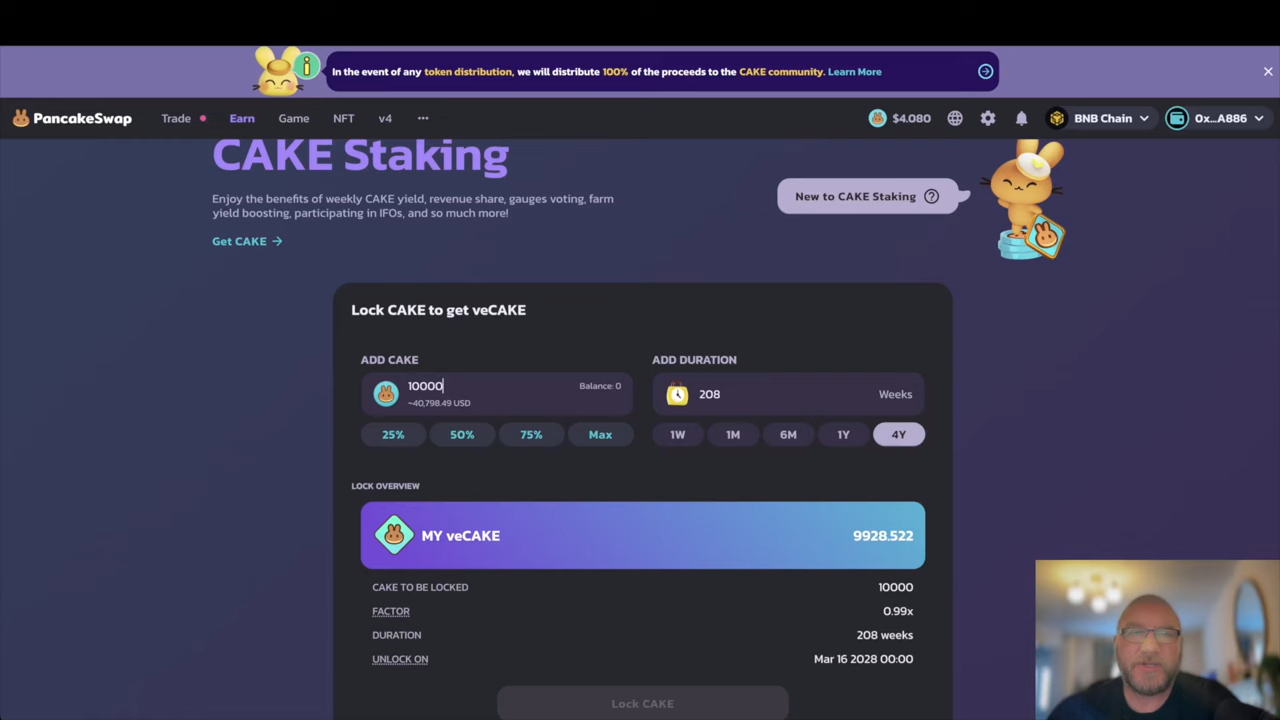 In the event of any token distribution, we will distribute 100% of the proceeds to the CAKE community. Learn More
PancakeSwap Trade Earn Game NFT v4 $4.080 BNB Chain 0x...A886
CAKE Staking
Enjoy the benefits of weekly CAKE yield, revenue share, gauges voting, farm
yield boosting, participating in IFOs, and so much more!
New to CAKE Staking
Get CAKE
Lock CAKE to get veCAKE
ADD CAKE
10000
Balance: 0
~40,798.49 USD
25% 50% 75% Max
ADD DURATION
208 Weeks
1W 1M 6M 1Y 4Y
LOCK OVERVIEW
MY veCAKE 9928.522
CAKE TO BE LOCKED 10000
FACTOR 0.99x
DURATION 208 weeks
UNLOCK ON Mar 16 2028 00:00
Lock CAKE